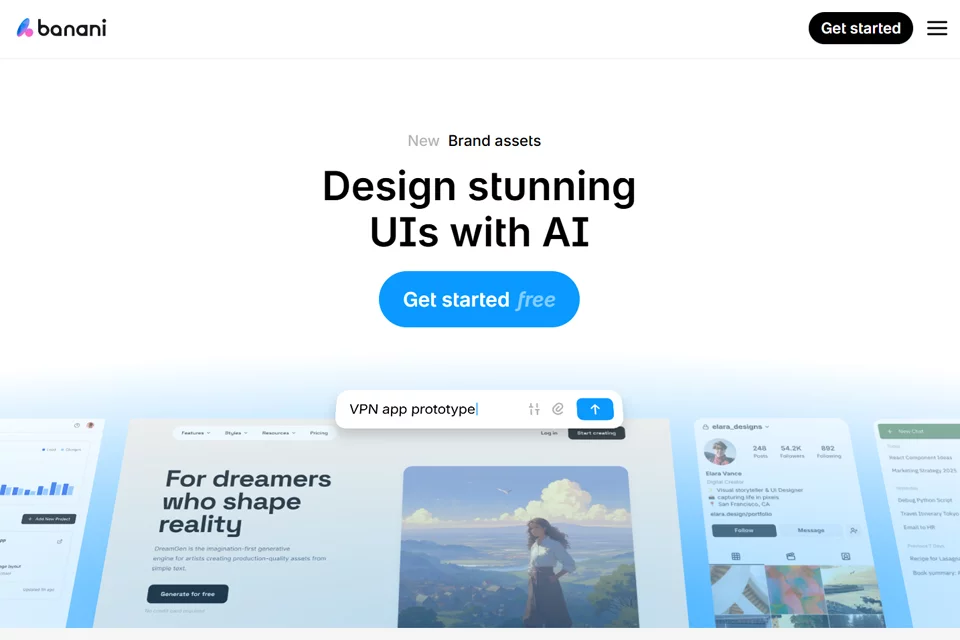 banani
Get started
New Brand assets
Design stunning
UIs with AI
Get started free
VPN app prototype
Features
Styles
Resources
Pricing
Log in
Start creating
For dreamers
who shape
reality
DreamGen is the imagination-first generative
engine for artists creating production-quality assets from
simple text.
Generate for free
No credit card required
Add New Project
elara_designs
248
Posts
54.2K
Followers
892
Following
Elara Vance
Digital Creator
Visual storyteller & UI Designer
capturing life in pixels
San Francisco, CA
elara.design/portfolio
Follow
Message
New Chat
React Component Ideas
Marketing Strategy 2025
Yesterday
Debug Python Script
Travel Itinerary Tokyo
Email to HR
Previous 7 Days
Recipe for Lasagna
Book summary: A